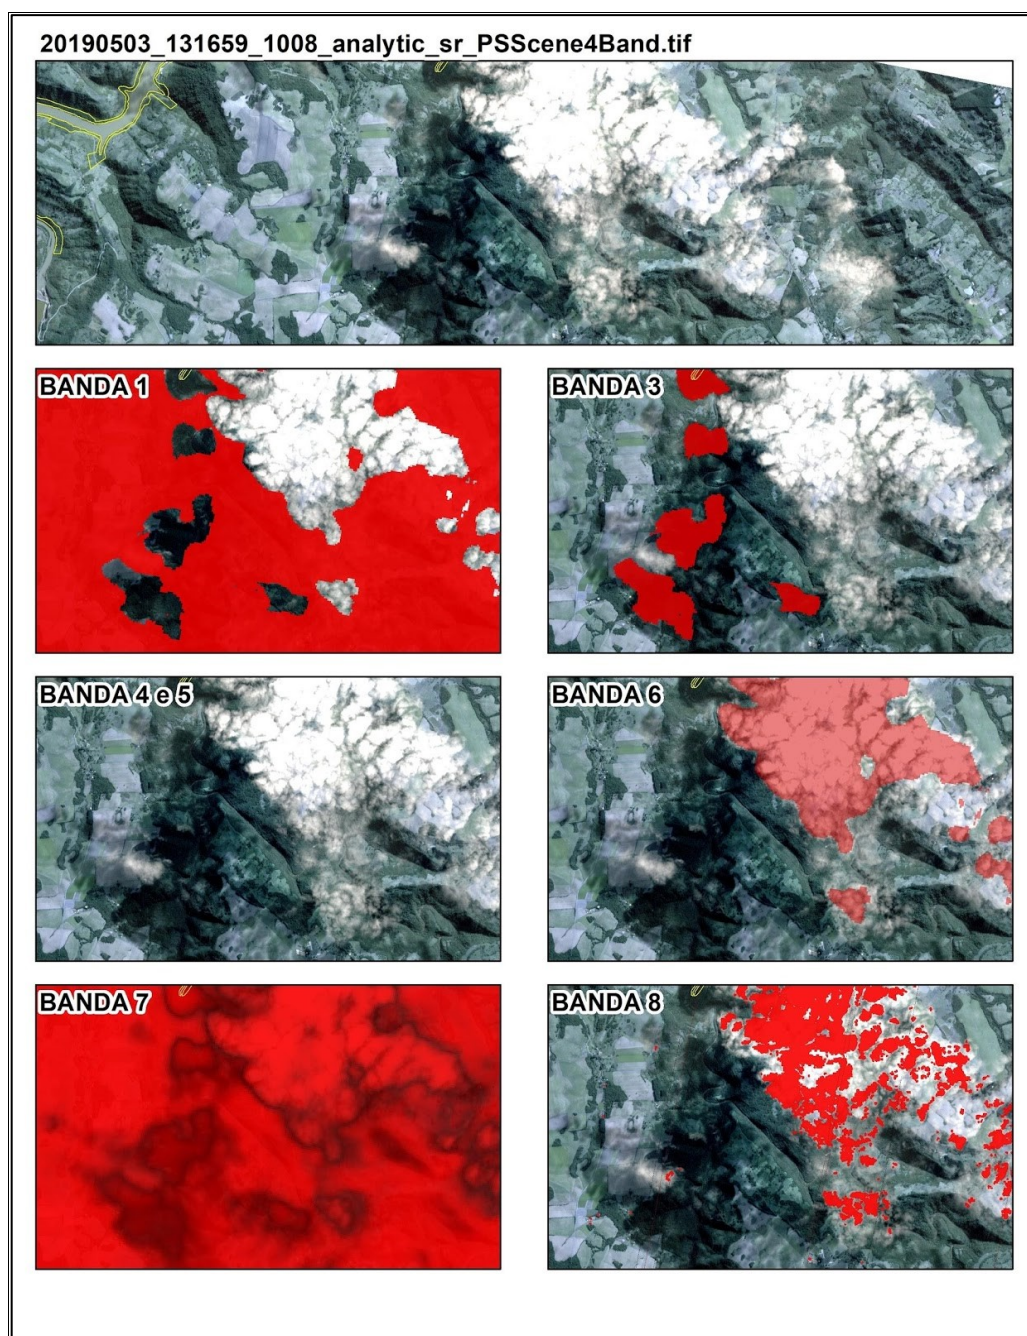 20190503_131659_1008_analytic_sr_PSScene4Band.tif
BANDA 1
BANDA 3
BANDA 4 e 5
BANDA 6
BANDA 7
BANDA 8